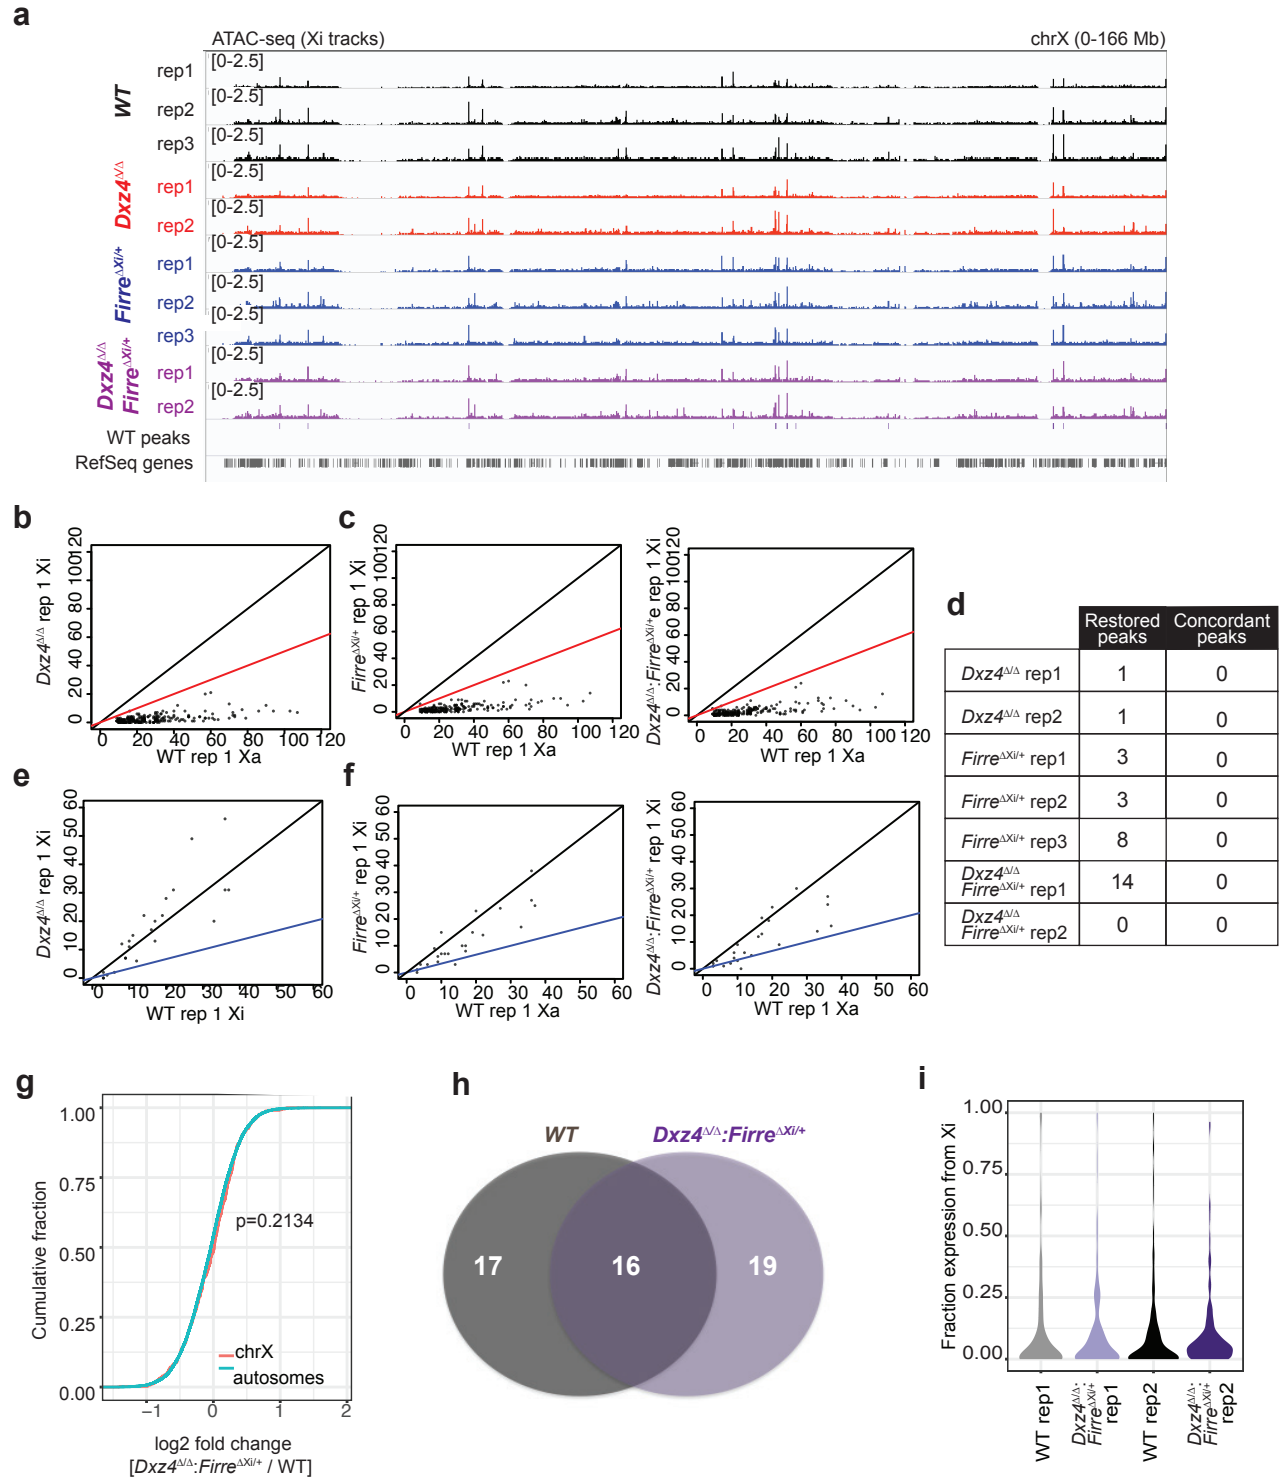 a
ATAC-seq (Xi tracks) chrX (0-166 Mb)
WT
rep1 [0-2.5]
rep2 [0-2.5]
rep3 [0-2.5]
Dxz4Δ/Δ
rep1 [0-2.5]
rep2 [0-2.5]
FirreΔXi/+
rep1 [0-2.5]
rep2 [0-2.5]
rep3 [0-2.5]
Dxz4Δ/Δ
FirreΔXi/+
rep1 [0-2.5]
rep2 [0-2.5]
WT peaks
RefSeq genes
b
Dxz4Δ/Δ rep 1 Xi
0 20 40 60 80 100 120
0 20 40 60 80 100 120
WT rep 1 Xa
c
FirreΔXi/+ rep 1 Xi
0 20 40 60 80 100 120
0 20 40 60 80 100 120
WT rep 1 Xa
Dxz4Δ/Δ:FirreΔXi/+e rep 1 Xi
0 20 40 60 80 100 120
0 20 40 60 80 100 120
WT rep 1 Xa
d
Restored peaks Concordant peaks
Dxz4Δ/Δ rep1 1 0
Dxz4Δ/Δ rep2 1 0
FirreΔXi/+ rep1 3 0
FirreΔXi/+ rep2 3 0
FirreΔXi/+ rep3 8 0
Dxz4Δ/Δ
FirreΔXi/+ rep1 14 0
Dxz4Δ/Δ
FirreΔXi/+ rep2 0 0
e
Dxz4Δ/Δ rep 1 Xi
0 10 20 30 40 50 60
0 10 20 30 40 50 60
WT rep 1 Xi
f
FirreΔXi/+ rep 1 Xi
0 10 20 30 40 50 60
0 10 20 30 40 50 60
WT rep 1 Xa
Dxz4Δ/Δ:FirreΔXi/+ rep 1 Xi
0 10 20 30 40 50 60
0 10 20 30 40 50 60
WT rep 1 Xa
g
Cumulative fraction
1.00
0.75
0.50
0.25
0.00
p=0.2134
chrX
autosomes
−1 0 1 2
log2 fold change
[Dxz4Δ/Δ:FirreΔXi/+ / WT]
h
WT Dxz4Δ/Δ:FirreΔXi/+
17 16 19
i
Fraction expression from Xi
1.00
0.75
0.50
0.25
0.00
WT rep1
Dxz4Δ/Δ:
FirreΔXi/+
rep1
WT rep2
Dxz4Δ/Δ:
FirreΔXi/+
rep2